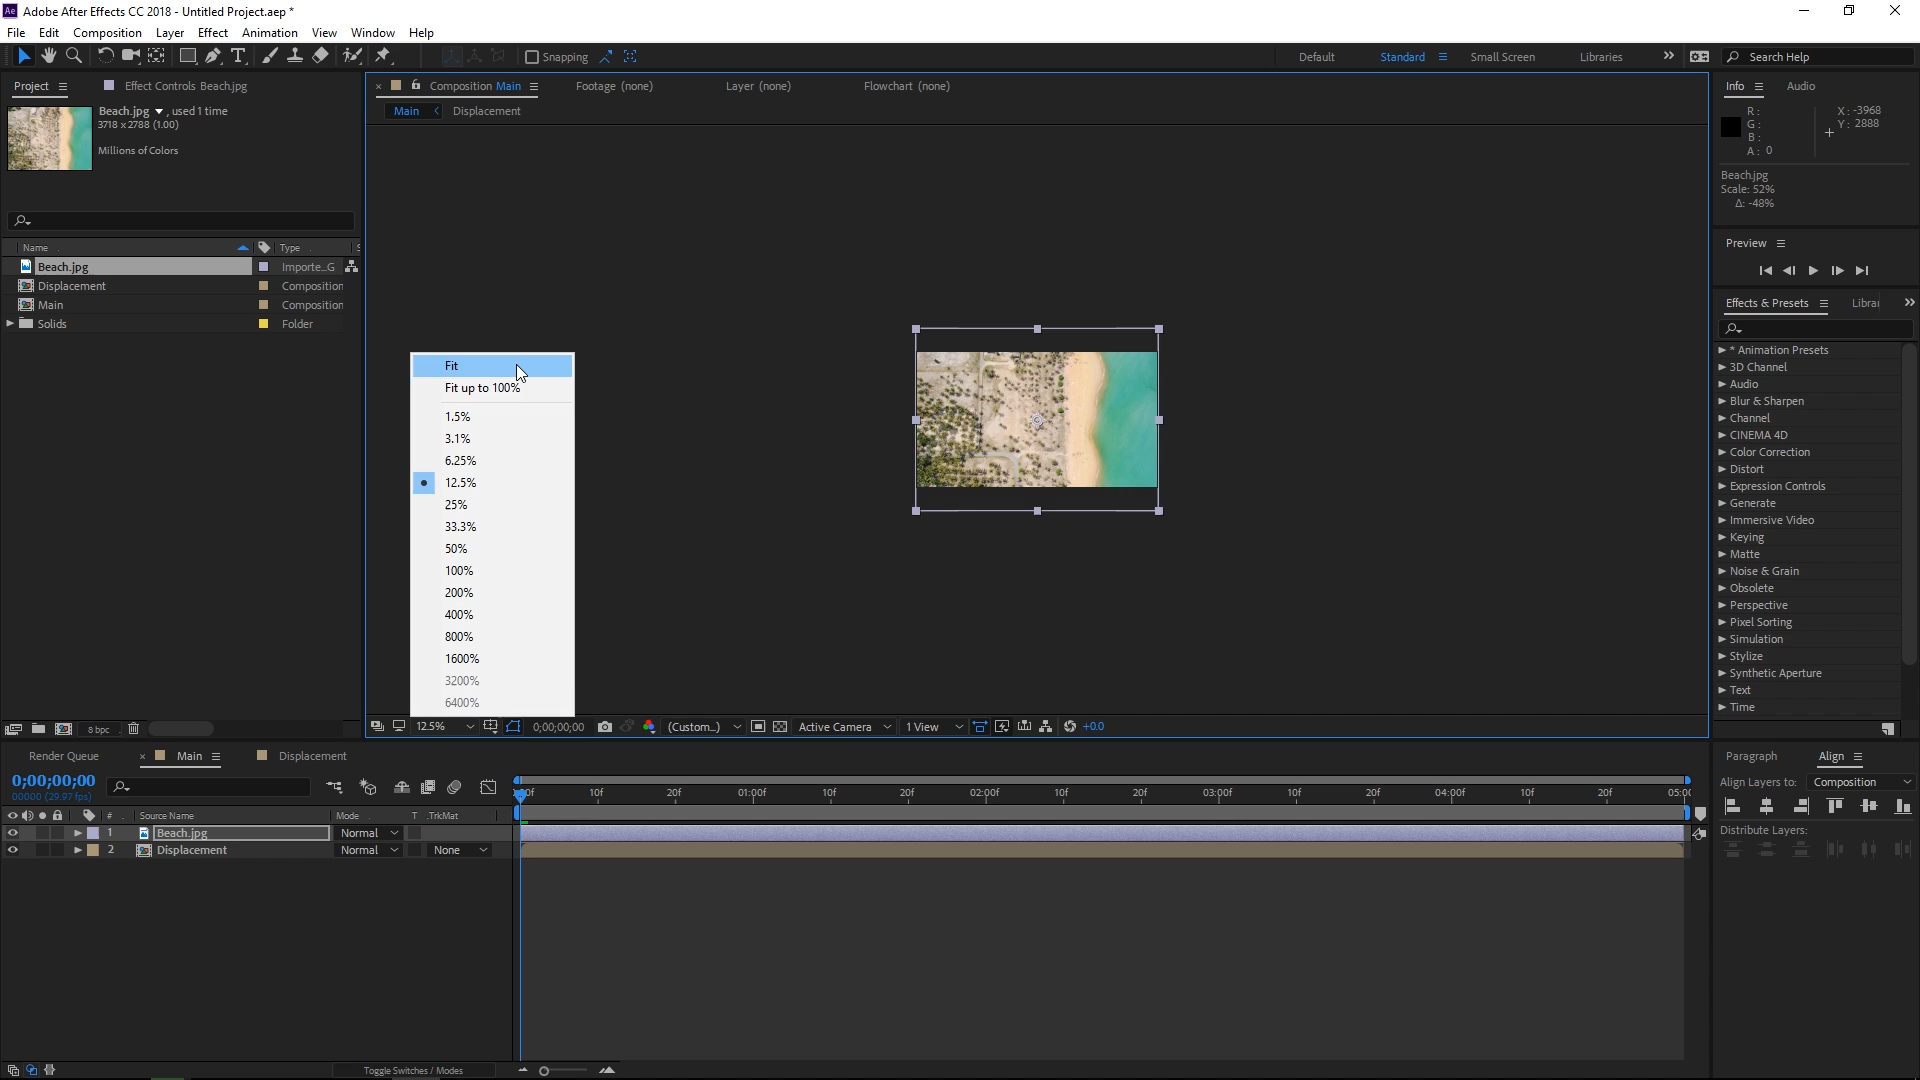 Ae Adobe After Effects CC 2018 - Untitled Project.aep *
File Edit Composition Layer Effect Animation View Window Help
Snapping Default Standard Small Screen Libraries Search Help
Project Effect Controls Beach.jpg
Beach.jpg , used 1 time
3718 x 2788 (1.00)
Millions of Colors
Name Type
Beach.jpg Importe...G
Displacement Composition
Main Composition
Solids Folder
8 bpc
Composition Main Footage (none) Layer (none) Flowchart (none)
Main Displacement
Fit
Fit up to 100%
1.5%
3.1%
6.25%
12.5%
25%
33.3%
50%
100%
200%
400%
800%
1600%
3200%
6400%
12.5% 0;00;00;00 (Custom...) Active Camera 1 View +0.0
Info Audio
R: X: -3968
G: Y: 2888
B:
A: 0
Beach.jpg
Scale: 52%
Δ: -48%
Preview
Effects & Presets Librar
* Animation Presets
3D Channel
Audio
Blur & Sharpen
Channel
CINEMA 4D
Color Correction
Distort
Expression Controls
Generate
Immersive Video
Keying
Matte
Noise & Grain
Obsolete
Perspective
Pixel Sorting
Simulation
Stylize
Synthetic Aperture
Text
Time
Render Queue Main Displacement
0;00;00;00
00000 (29.97 fps)
10f 20f 01:00f 10f 20f 02:00f 10f 20f 03:00f 10f 20f 04:00f 10f 20f 05:00
# Source Name Mode T .TrkMat
1 Beach.jpg Normal
2 Displacement Normal None
Toggle Switches / Modes
Paragraph Align
Align Layers to: Composition
Distribute Layers: